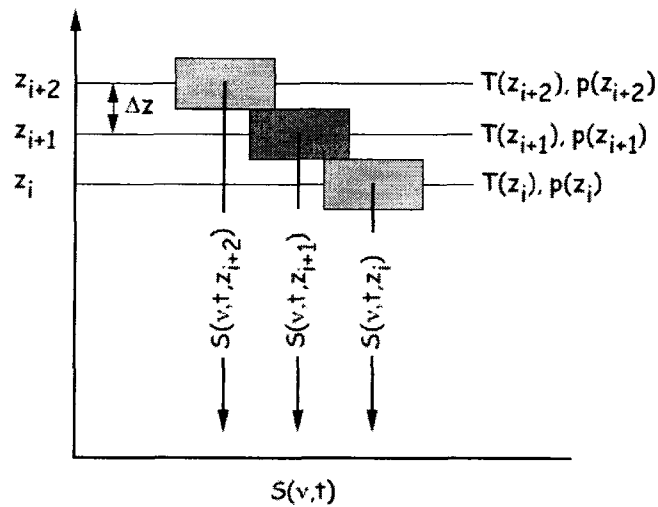 z_{i+2} Δz T(z_{i+2}), p(z_{i+2})
z_{i+1} T(z_{i+1}), p(z_{i+1})
z_i T(z_i), p(z_i)
S(ν,t,z_{i+2})
S(ν,t,z_{i+1})
S(ν,t,z_i)
S(ν,t)